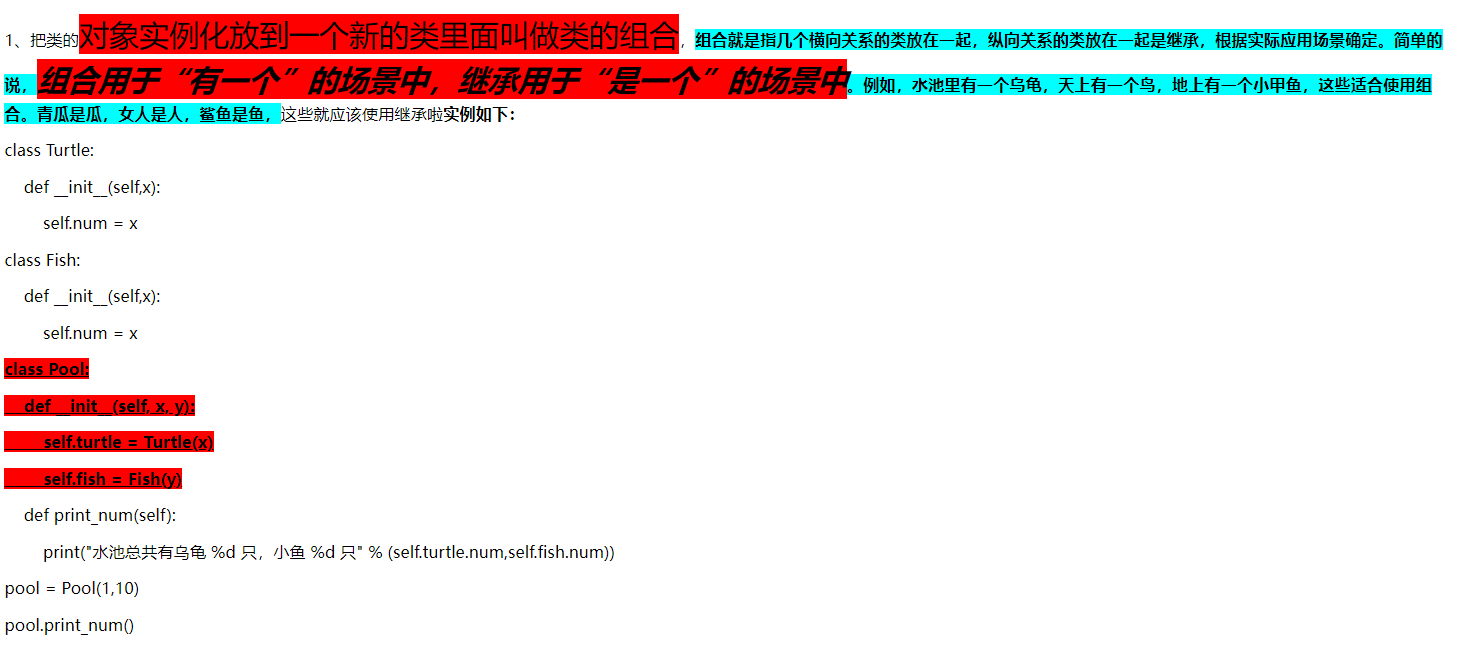 1、把类的对象实例化放到一个新的类里面叫做类的组合，组合就是指几个横向关系的类放在一起，纵向关系的类放在一起是继承，根据实际应用场景确定。简单的
说，组合用于“有一个”的场景中，继承用于“是一个”的场景中。例如，水池里有一个乌龟，天上有一个鸟，地上有一个小甲鱼，这些适合使用组
合。青瓜是瓜，女人是人，鲨鱼是鱼，这些就应该使用继承啦实例如下：
class Turtle:
    def __init__(self,x):
        self.num = x
class Fish:
    def __init__(self,x):
        self.num = x
class Pool:
    def __init__(self, x, y):
        self.turtle = Turtle(x)
        self.fish = Fish(y)
    def print_num(self):
        print("水池总共有乌龟 %d 只，小鱼 %d 只" % (self.turtle.num,self.fish.num))
pool = Pool(1,10)
pool.print_num()